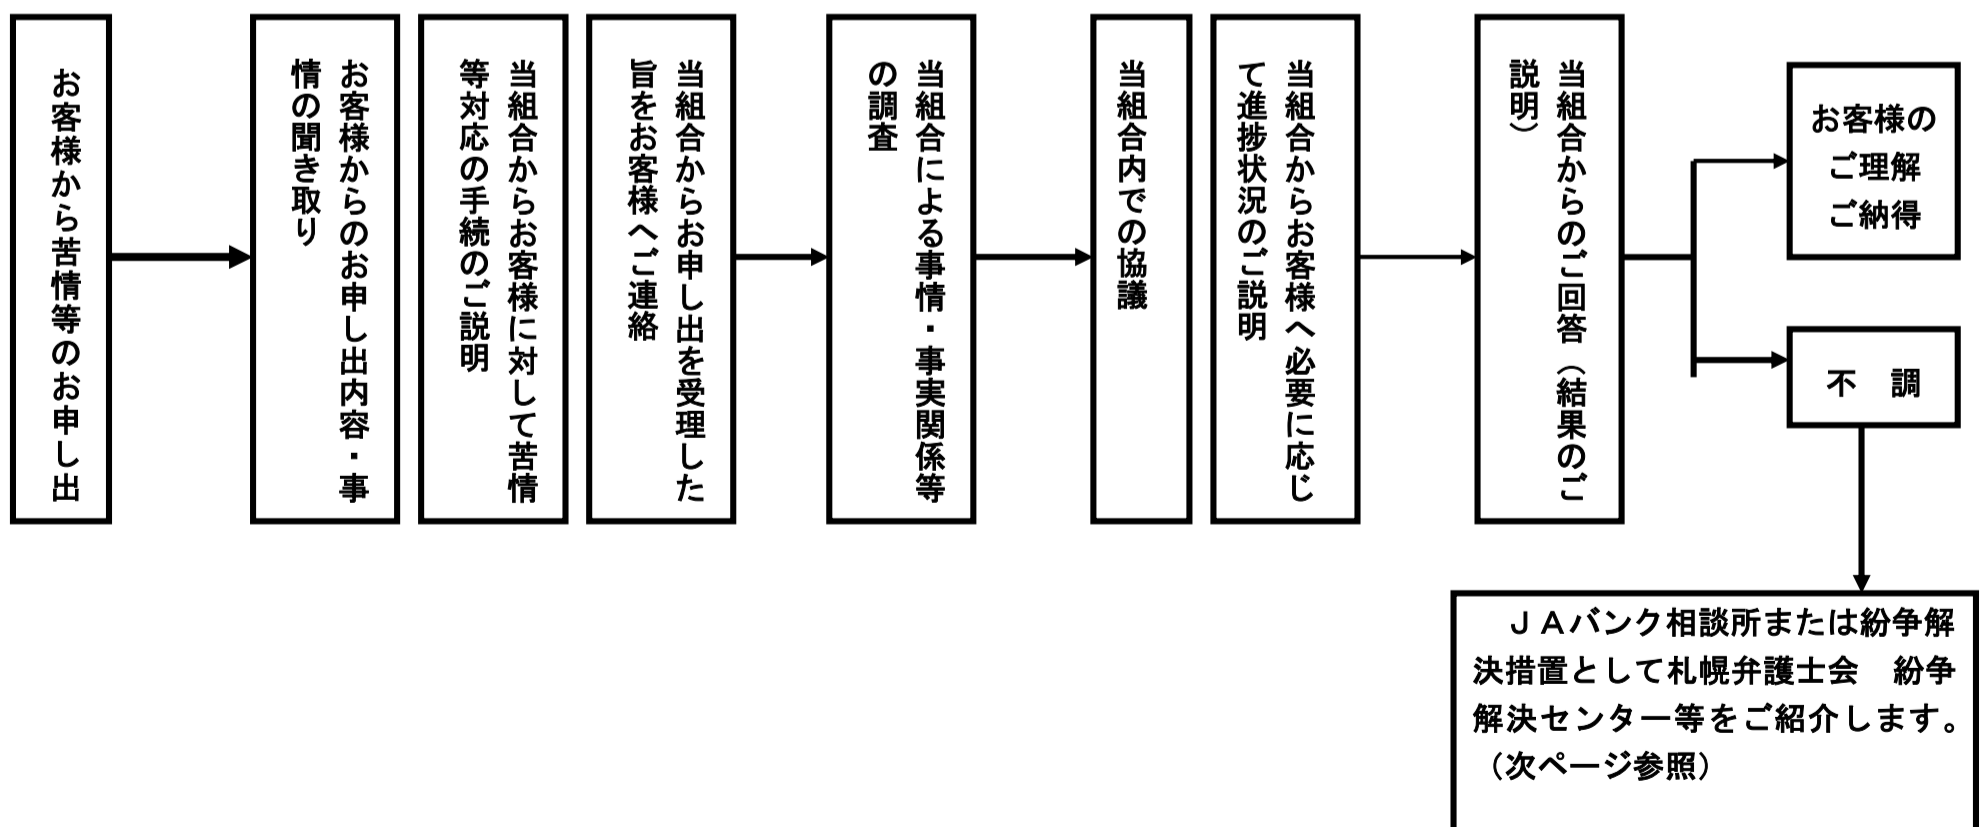 お客様から苦情等のお申し出
お客様からのお申し出内容・事
情の聞き取り
当組合からお客様に対して苦情
等対応の手続のご説明
当組合からお申し出を受理した
旨をお客様へご連絡
当組合による事情・事実関係等
の調査
当組合内での協議
当組合からお客様へ必要に応じ
て進捗状況のご説明
当組合からのご回答（結果のご
説明）
お客様の
ご理解
ご納得
不　調
ＪＡバンク相談所または紛争解
決措置として札幌弁護士会　紛争
解決センター等をご紹介します。
（次ページ参照）